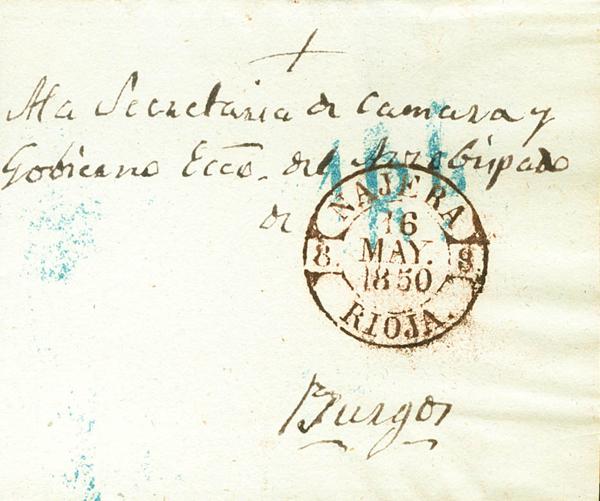 Ala Secretaria de Camara y
Gobierno Ecco. del Arzobispado
de
NAJERA
16
8. MAY. 8.
1850
RIOJA.
Burgos